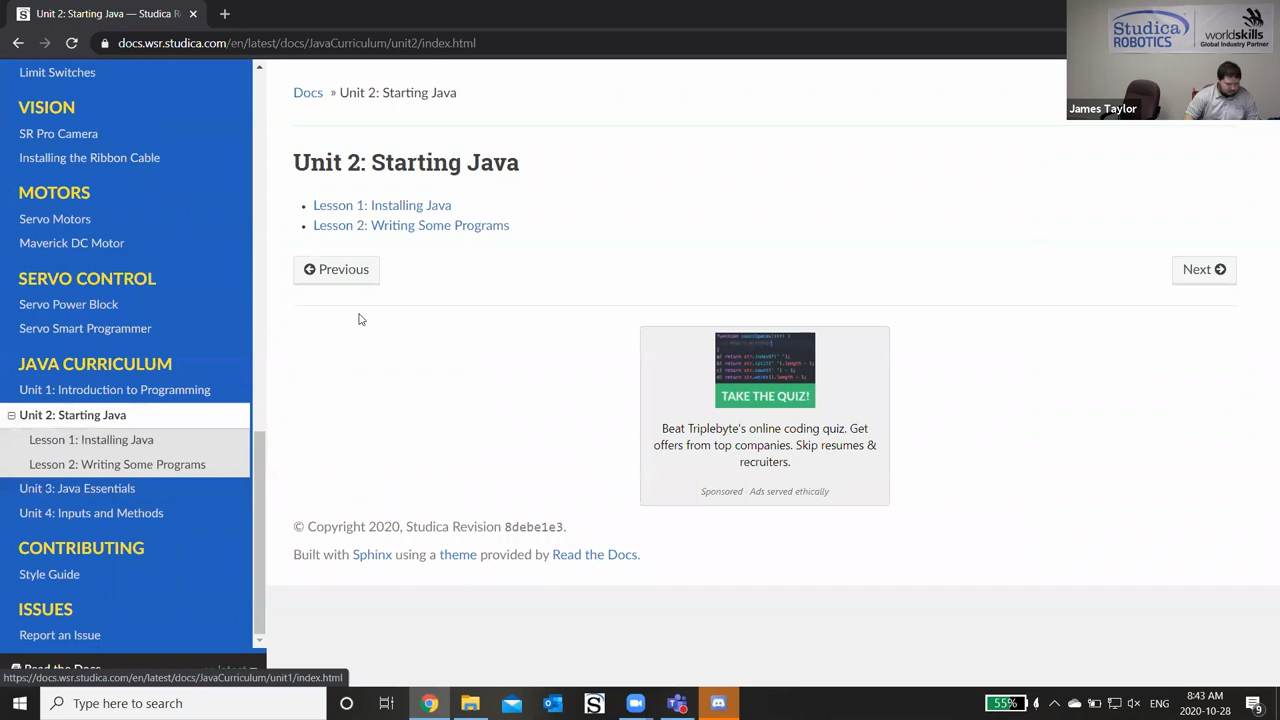 Unit 2: Starting Java — Studica R
docs.wsr.studica.com/en/latest/docs/JavaCurriculum/unit2/index.html
Studica
ROBOTICS
worldskills
Global Industry Partner
James Taylor
Limit Switches
VISION
SR Pro Camera
Installing the Ribbon Cable
MOTORS
Servo Motors
Maverick DC Motor
SERVO CONTROL
Servo Power Block
Servo Smart Programmer
JAVA CURRICULUM
Unit 1: Introduction to Programming
Unit 2: Starting Java
Lesson 1: Installing Java
Lesson 2: Writing Some Programs
Unit 3: Java Essentials
Unit 4: Inputs and Methods
CONTRIBUTING
Style Guide
ISSUES
Report an Issue
Read the Docs
https://docs.wsr.studica.com/en/latest/docs/JavaCurriculum/unit1/index.html
Docs » Unit 2: Starting Java
Unit 2: Starting Java
Lesson 1: Installing Java
Lesson 2: Writing Some Programs
Previous
Next
TAKE THE QUIZ!
Beat Triplebyte's online coding quiz. Get
offers from top companies. Skip resumes &
recruiters.
Sponsored · Ads served ethically
© Copyright 2020, Studica Revision 8debe1e3.
Built with Sphinx using a theme provided by Read the Docs.
Type here to search
55%
ENG
8:43 AM
2020-10-28
9